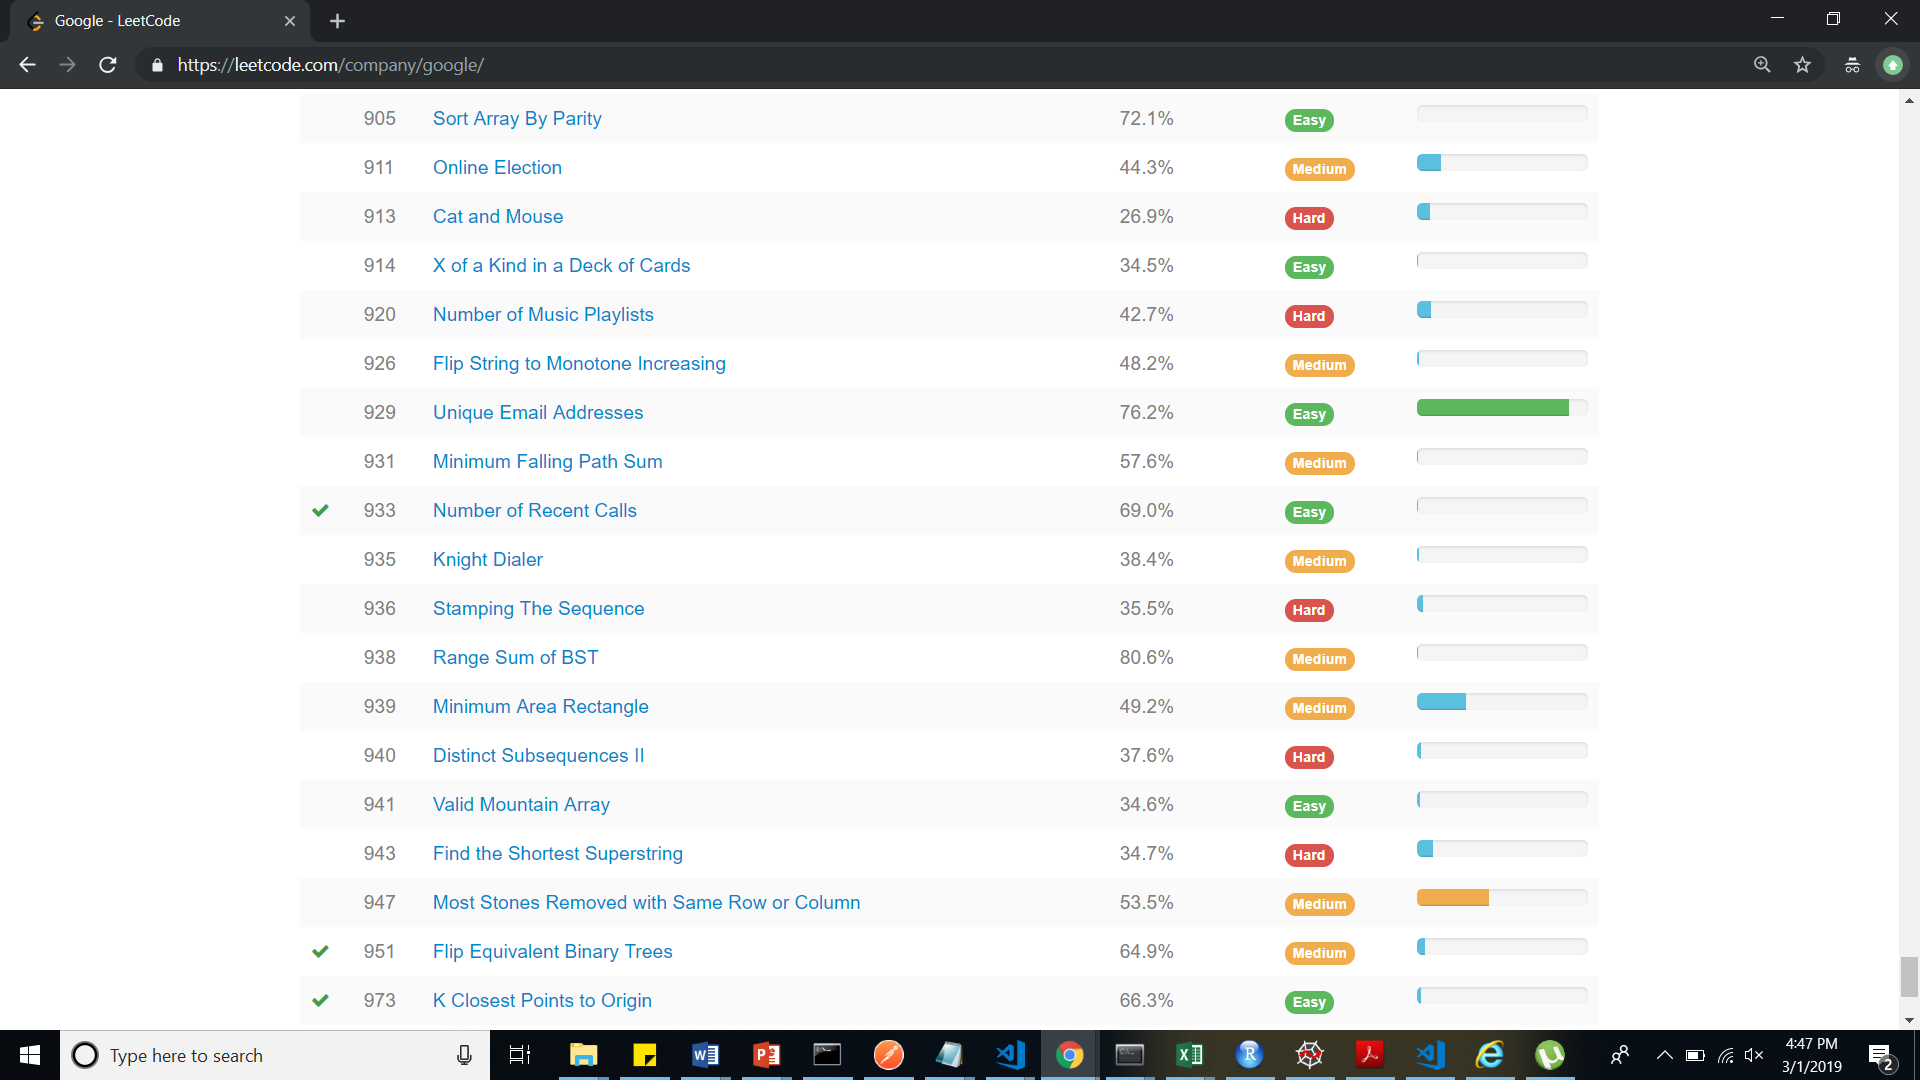 Google - LeetCode
https://leetcode.com/company/google/
905 Sort Array By Parity 72.1% Easy
911 Online Election 44.3% Medium
913 Cat and Mouse 26.9% Hard
914 X of a Kind in a Deck of Cards 34.5% Easy
920 Number of Music Playlists 42.7% Hard
926 Flip String to Monotone Increasing 48.2% Medium
929 Unique Email Addresses 76.2% Easy
931 Minimum Falling Path Sum 57.6% Medium
933 Number of Recent Calls 69.0% Easy
935 Knight Dialer 38.4% Medium
936 Stamping The Sequence 35.5% Hard
938 Range Sum of BST 80.6% Medium
939 Minimum Area Rectangle 49.2% Medium
940 Distinct Subsequences II 37.6% Hard
941 Valid Mountain Array 34.6% Easy
943 Find the Shortest Superstring 34.7% Hard
947 Most Stones Removed with Same Row or Column 53.5% Medium
951 Flip Equivalent Binary Trees 64.9% Medium
973 K Closest Points to Origin 66.3% Easy
Type here to search
4:47 PM
3/1/2019
2